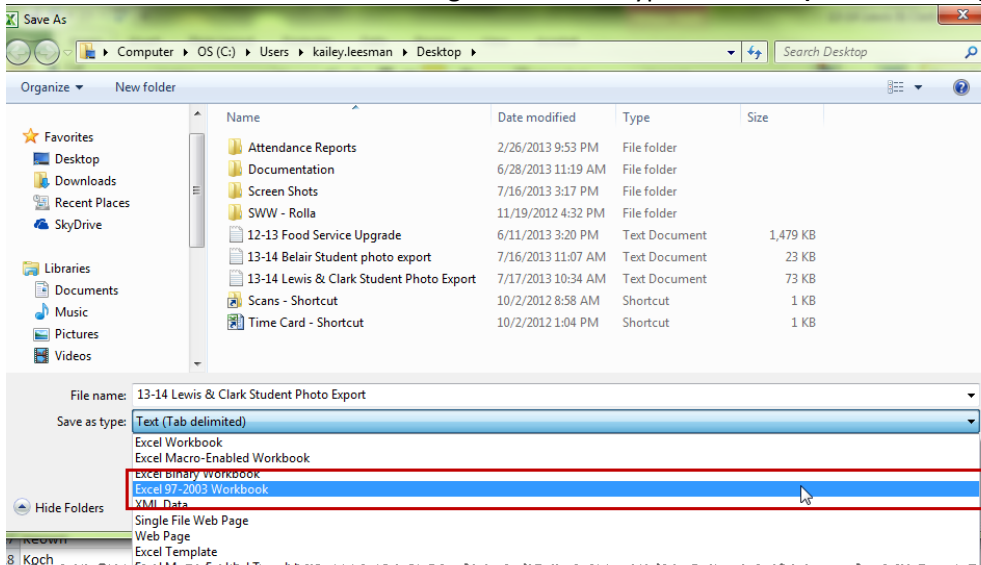 Save As
Computer ▸ OS (C:) ▸ Users ▸ kailey.leesman ▸ Desktop ▸
Search Desktop
Organize New folder
Name Date modified Type Size
Favorites
Desktop
Downloads
Recent Places
SkyDrive
Libraries
Documents
Music
Pictures
Videos
Attendance Reports 2/26/2013 9:53 PM File folder
Documentation 6/28/2013 11:19 AM File folder
Screen Shots 7/16/2013 3:17 PM File folder
SWW - Rolla 11/19/2012 4:32 PM File folder
12-13 Food Service Upgrade 6/11/2013 3:20 PM Text Document 1,479 KB
13-14 Belair Student photo export 7/16/2013 11:07 AM Text Document 23 KB
13-14 Lewis & Clark Student Photo Export 7/17/2013 10:34 AM Text Document 73 KB
Scans - Shortcut 10/2/2012 8:58 AM Shortcut 1 KB
Time Card - Shortcut 10/2/2012 1:04 PM Shortcut 1 KB
File name: 13-14 Lewis & Clark Student Photo Export
Save as type: Text (Tab delimited)
Excel Workbook
Excel Macro-Enabled Workbook
Excel Binary Workbook
Excel 97-2003 Workbook
XML Data
Single File Web Page
Web Page
Excel Template
Hide Folders
7 Keown
8 Koch